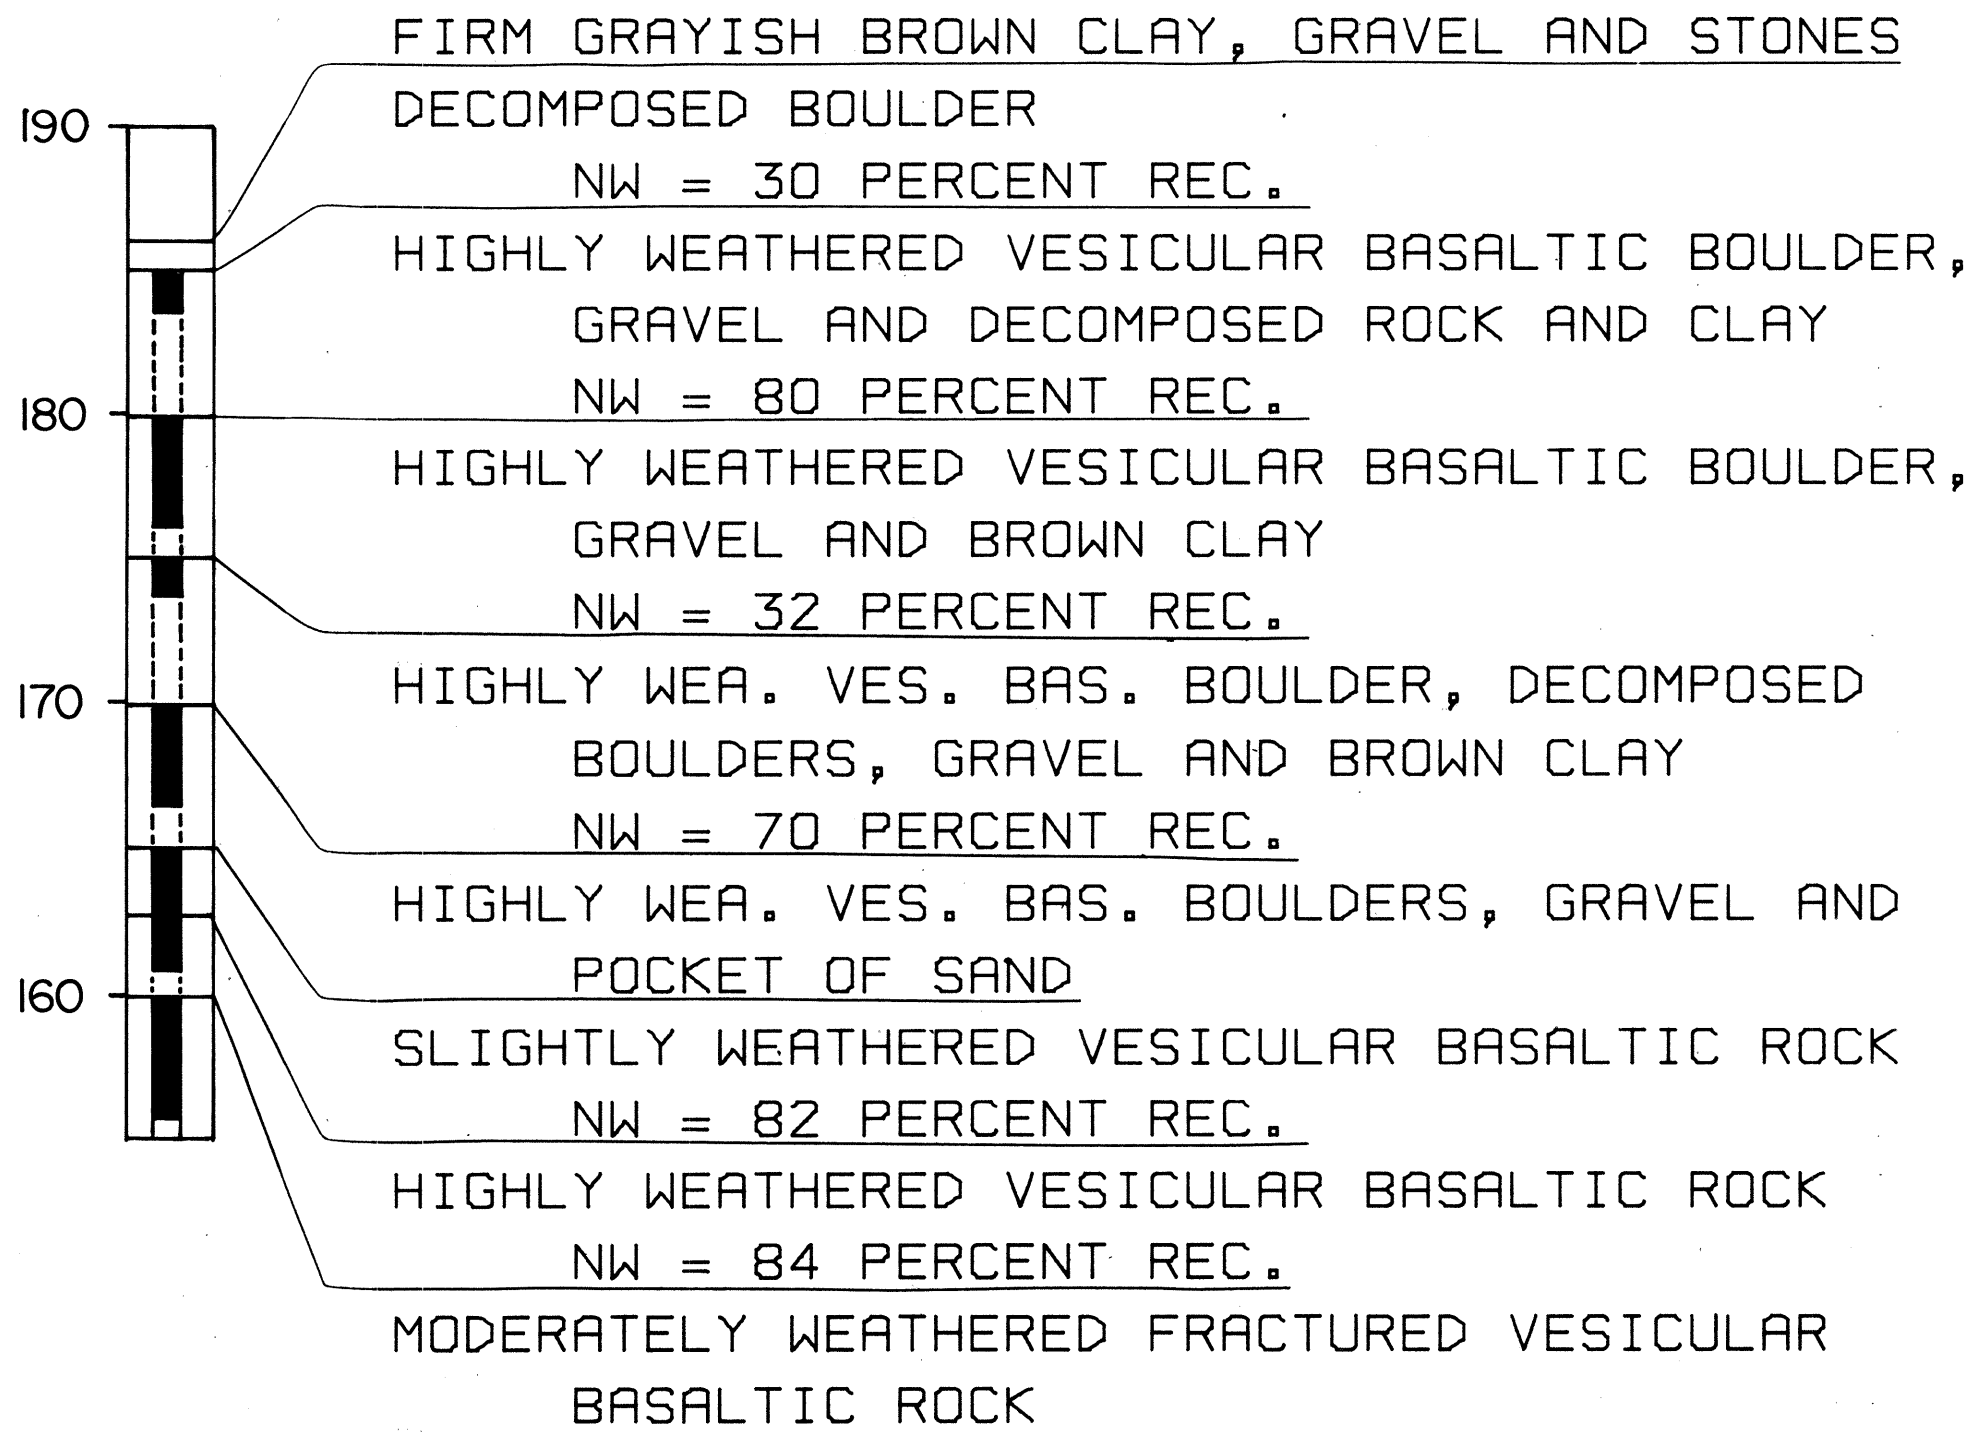 FIRM GRAYISH BROWN CLAY, GRAVEL AND STONES
190
DECOMPOSED BOULDER
NW = 30 PERCENT REC.
HIGHLY WEATHERED VESICULAR BASALTIC BOULDER,
GRAVEL AND DECOMPOSED ROCK AND CLAY
180
NW = 80 PERCENT REC.
HIGHLY WEATHERED VESICULAR BASALTIC BOULDER,
GRAVEL AND BROWN CLAY
NW = 32 PERCENT REC.
170
HIGHLY WEA. VES. BAS. BOULDER, DECOMPOSED
BOULDERS, GRAVEL AND BROWN CLAY
NW = 70 PERCENT REC.
HIGHLY WEA. VES. BAS. BOULDERS, GRAVEL AND
160
POCKET OF SAND
SLIGHTLY WEATHERED VESICULAR BASALTIC ROCK
NW = 82 PERCENT REC.
HIGHLY WEATHERED VESICULAR BASALTIC ROCK
NW = 84 PERCENT REC.
MODERATELY WEATHERED FRACTURED VESICULAR
BASALTIC ROCK